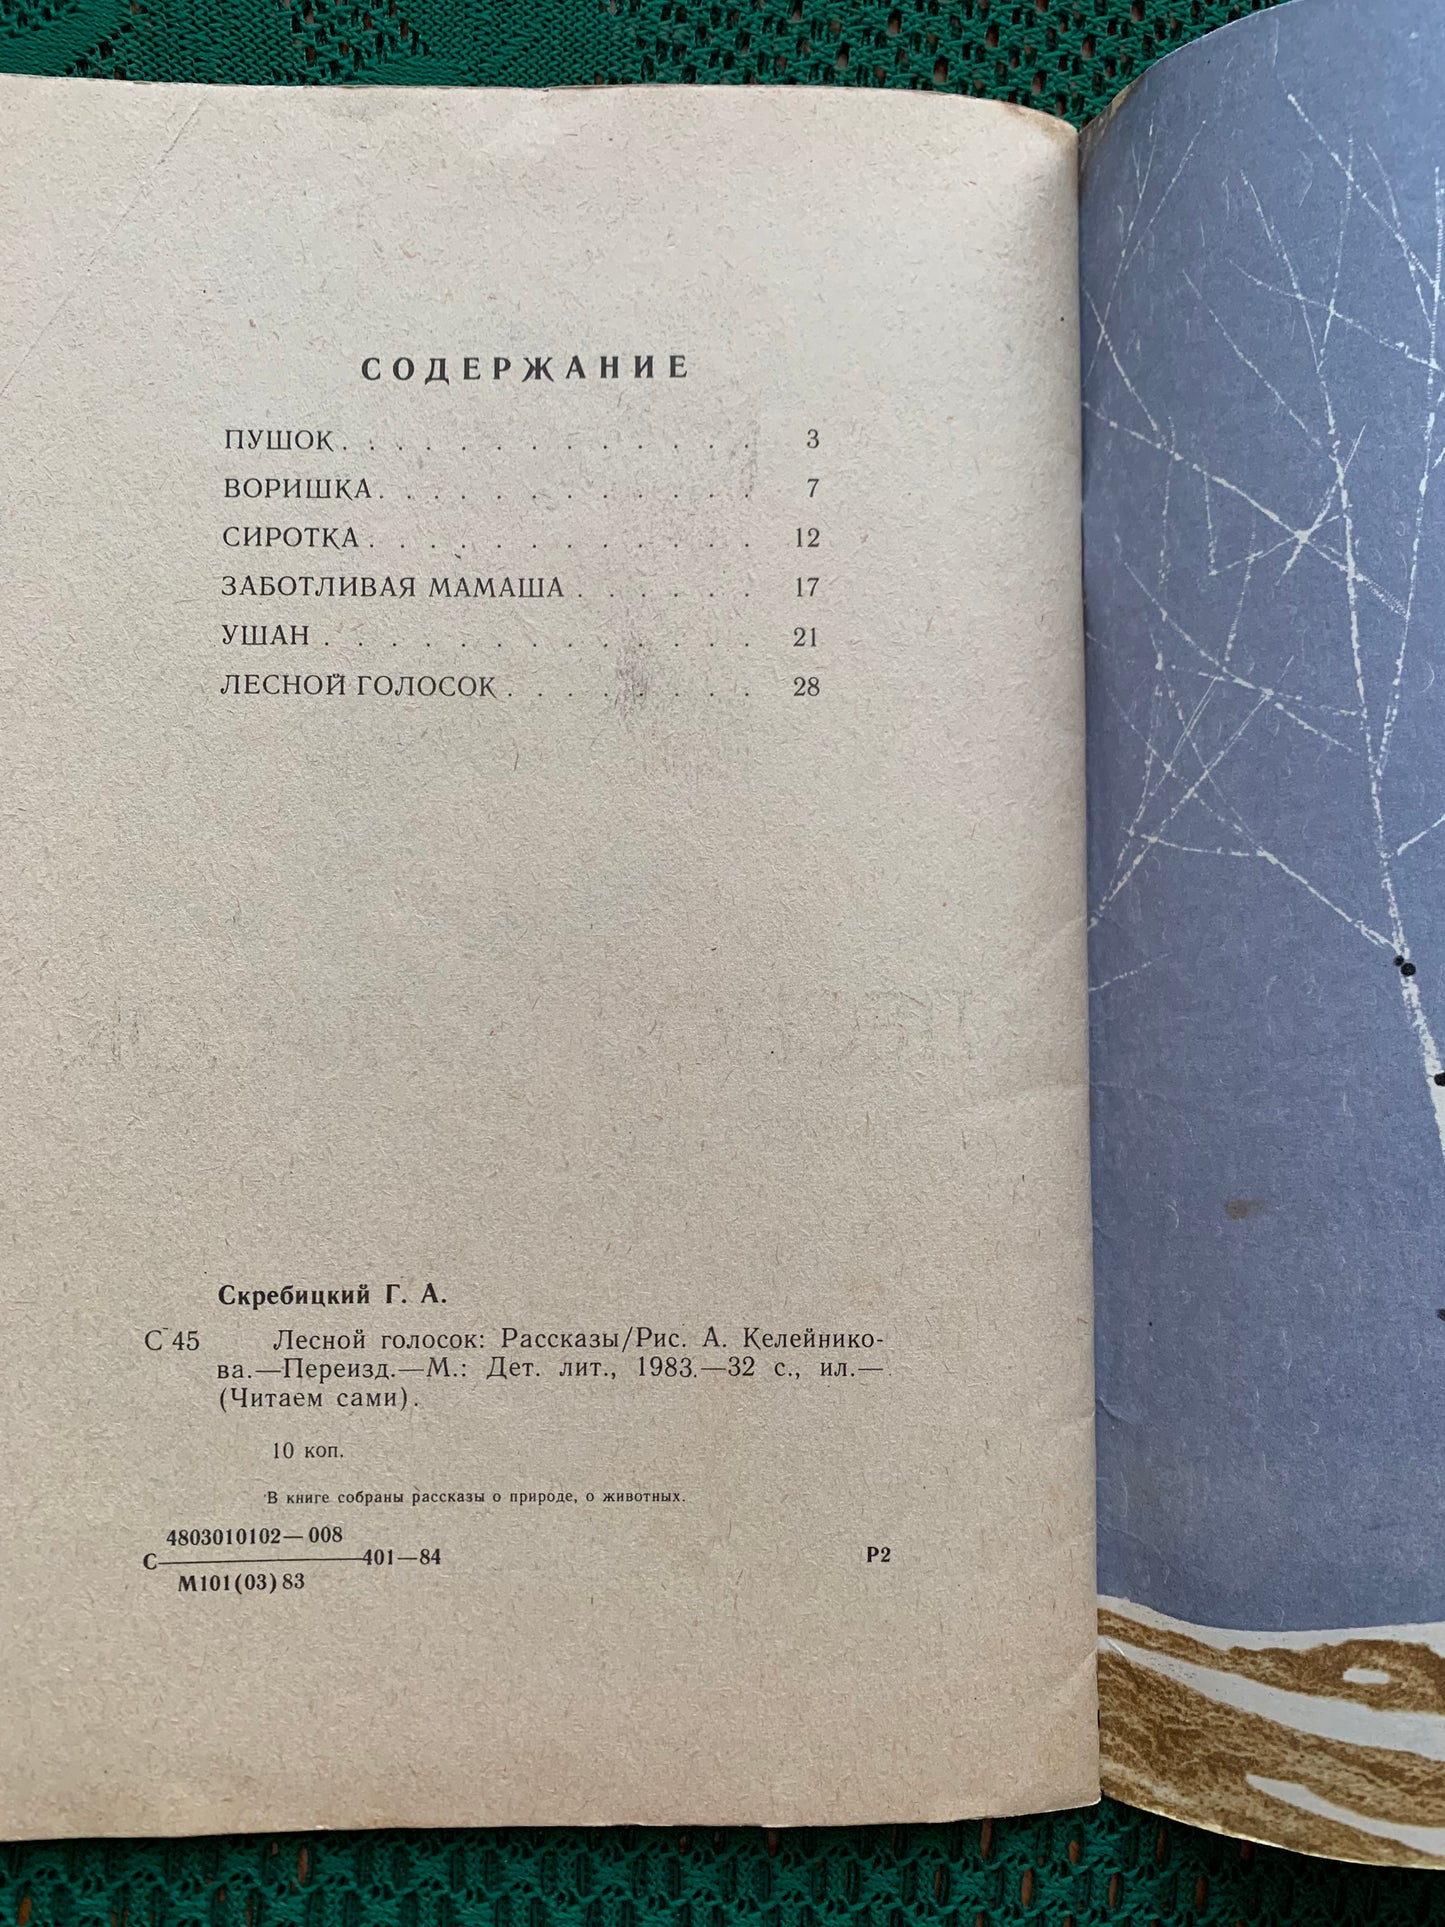 СОДЕРЖАНИЕ
ПУШОК . . . . . . . . . . . . . 3
ВОРИШКА . . . . . . . . . . . . 7
СИРОТКА . . . . . . . . . . . . 12
ЗАБОТЛИВАЯ МАМАША . . . . . . 17
УШАН . . . . . . . . . . . . . 21
ЛЕСНОЙ ГОЛОСОК . . . . . . . . 28
Скребицкий Г. А.
С 45 Лесной голосок: Рассказы/Рис. А. Келейнико-
ва.—Переизд.—М.: Дет. лит., 1983.—32 с., ил.—
(Читаем сами).
10 коп.
В книге собраны рассказы о природе, о животных.
4803010102—008
С 401—84 Р2
М101(03)83